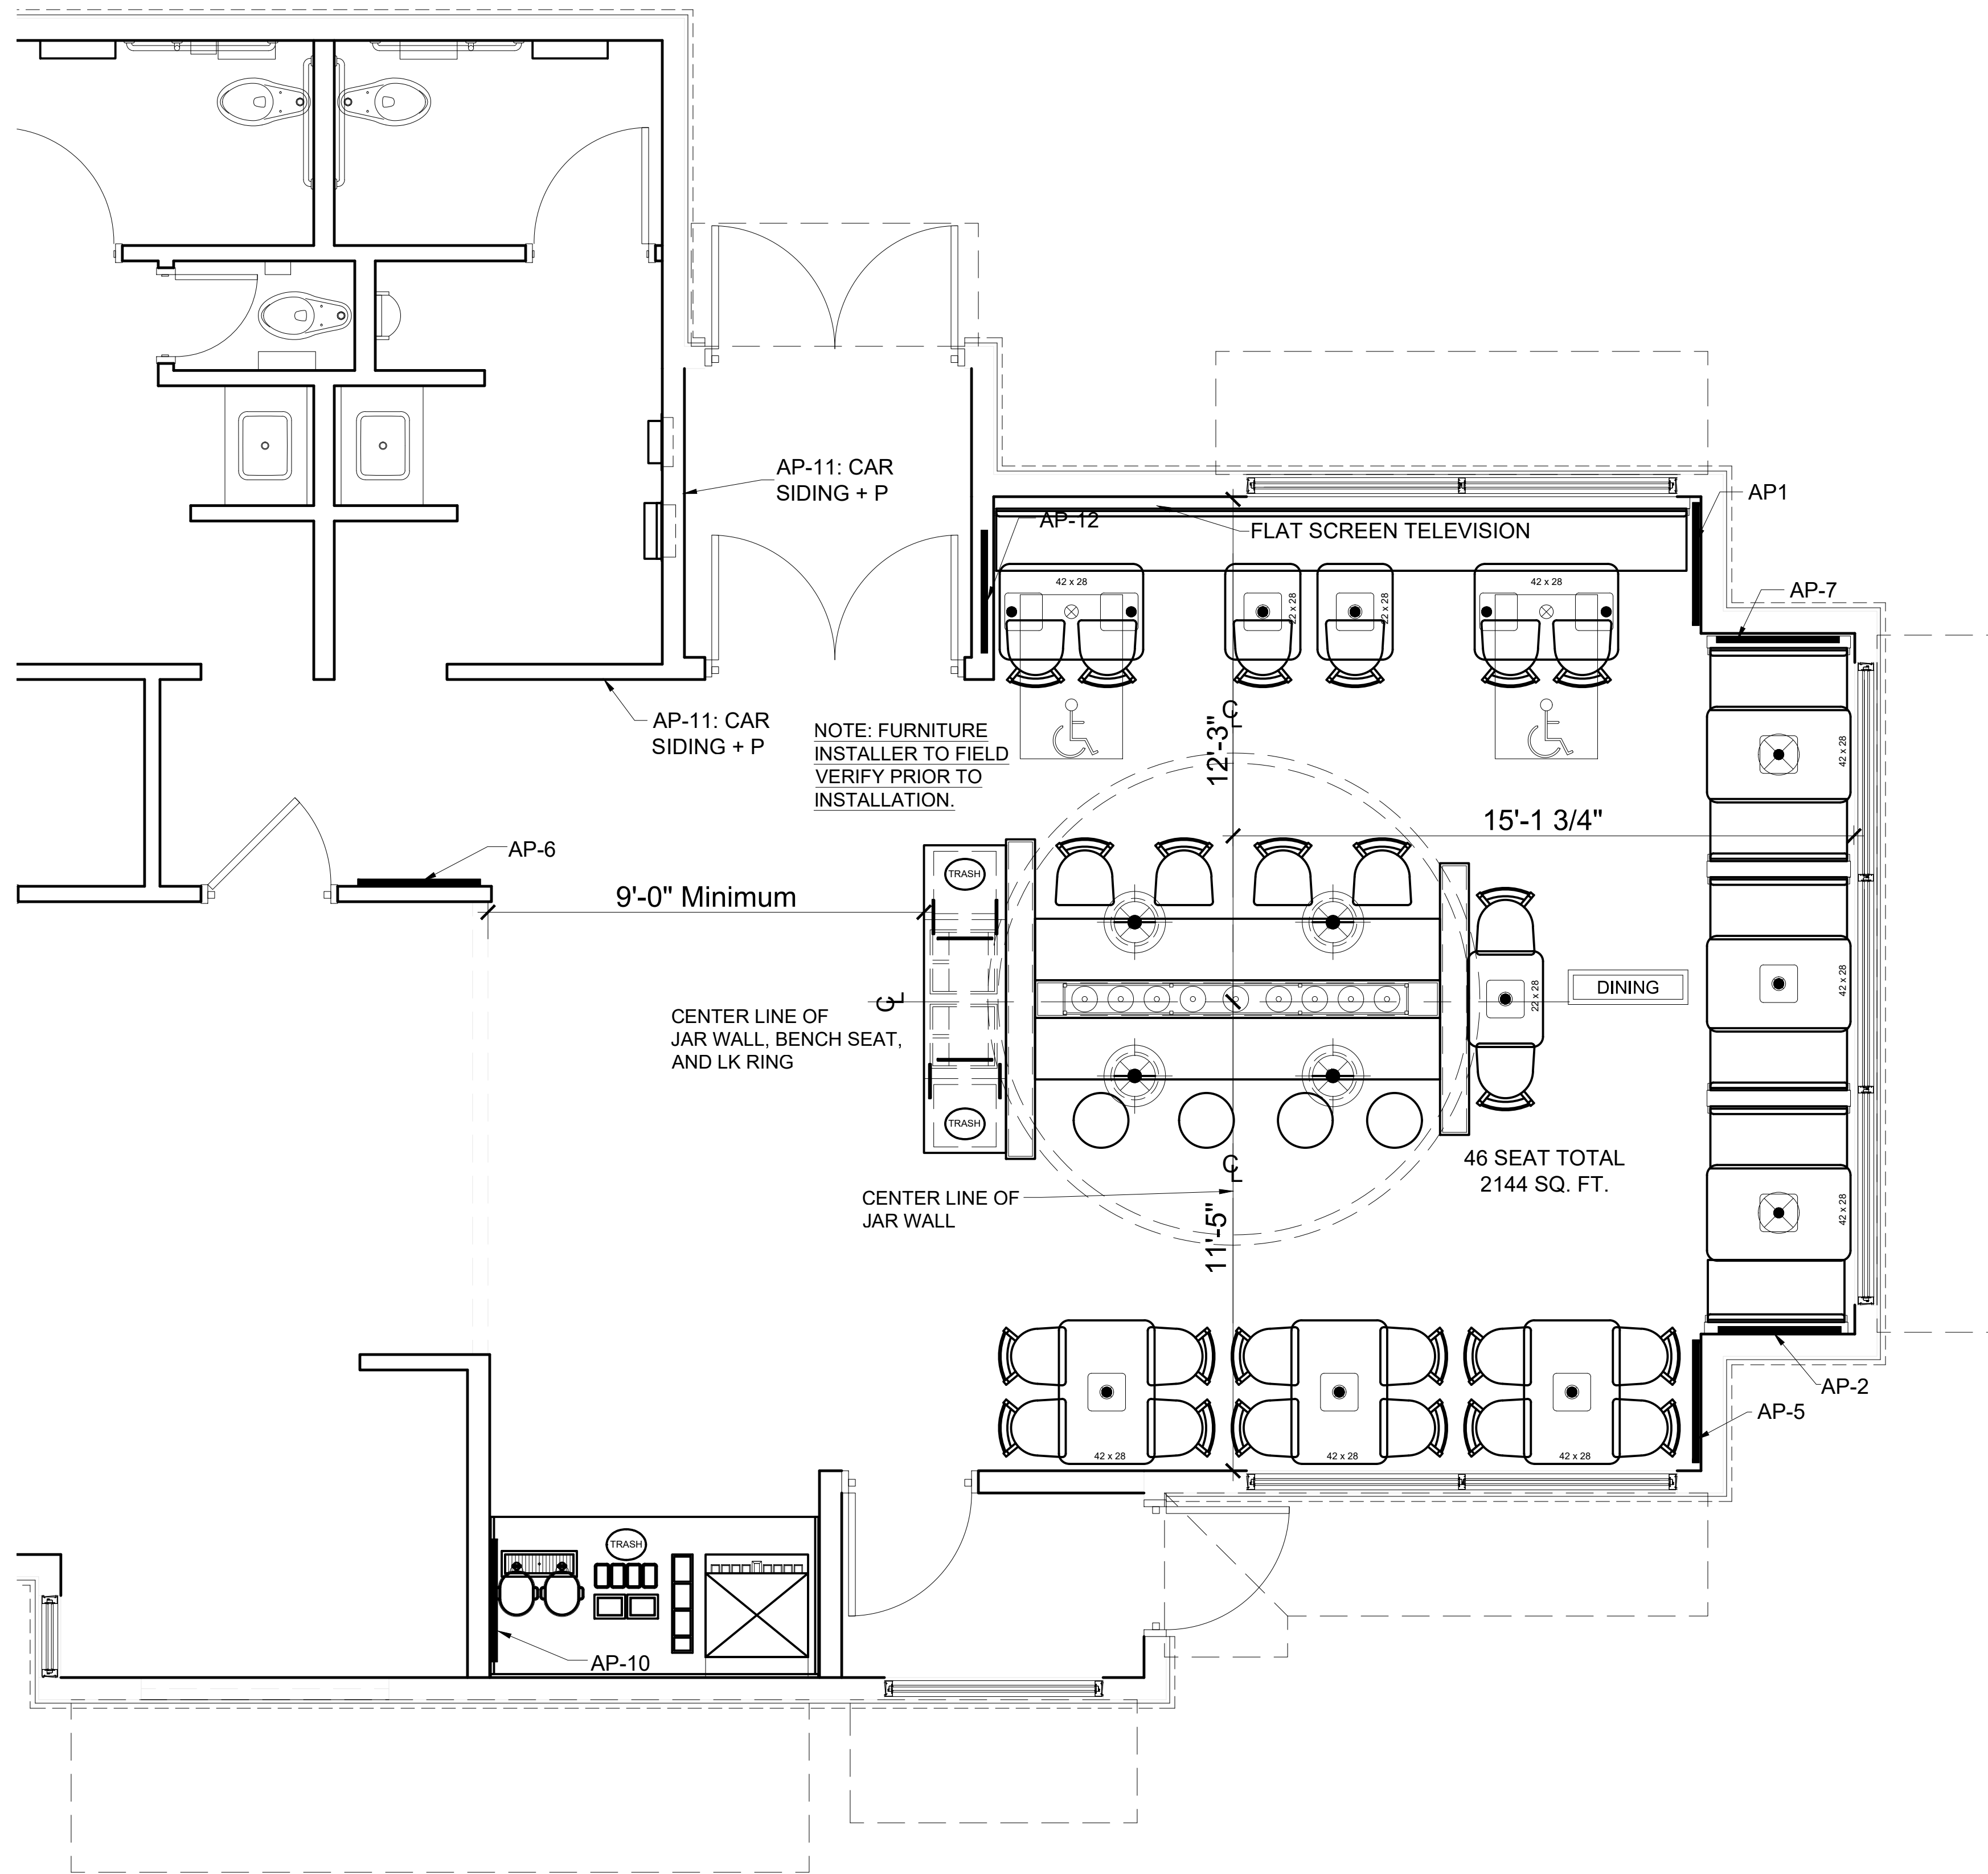 AP-11: CAR
SIDING + P
AP1
AP-12
FLAT SCREEN TELEVISION
42 x 28
22 x 28
22 x 28
42 x 28
AP-7
AP-11: CAR
SIDING + P
NOTE: FURNITURE
INSTALLER TO FIELD
VERIFY PRIOR TO
INSTALLATION.
CL
12'-3"
42 x 28
15'-1 3/4"
AP-6
TRASH
9'-0" Minimum
42 x 28
DINING
22 x 28
CL
CENTER LINE OF
JAR WALL, BENCH SEAT,
AND LK RING
TRASH
CL
46 SEAT TOTAL
2144 SQ. FT.
CENTER LINE OF
JAR WALL
11'-5"
42 x 28
AP-2
AP-5
42 x 28
42 x 28
42 x 28
TRASH
AP-10